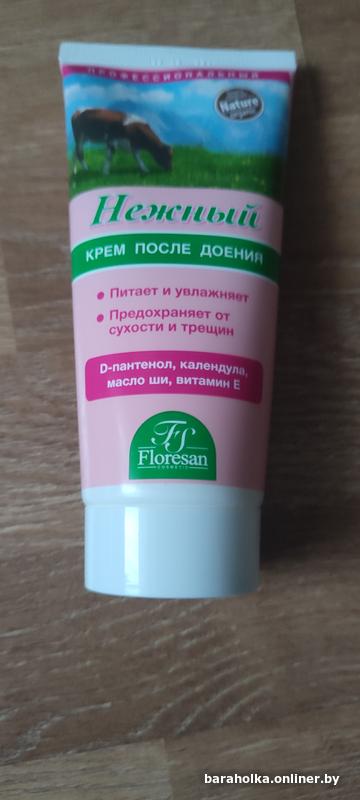 ПРОФЕССИОНАЛЬНЫЙ
Nature
Нежный
КРЕМ ПОСЛЕ ДОЕНИЯ
• Питает и увлажняет
• Предохраняет от
сухости и трещин
D-пантенол, календула,
масло ши, витамин Е
FS
Floresan
COSMETIC
baraholka.onliner.by